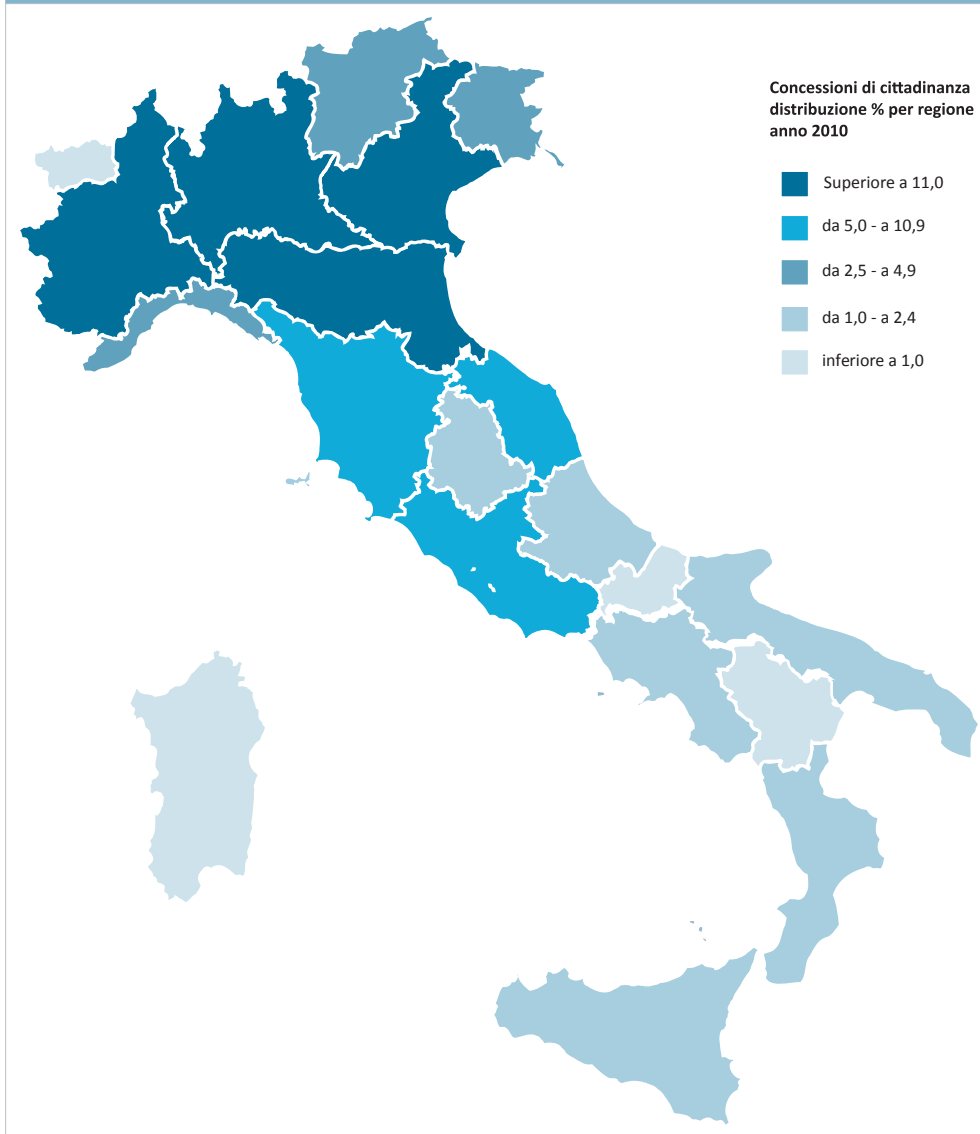 Concessioni di cittadinanza
distribuzione % per regione
anno 2010
Superiore a 11,0
da 5,0 - a 10,9
da 2,5 - a 4,9
da 1,0 - a 2,4
inferiore a 1,0